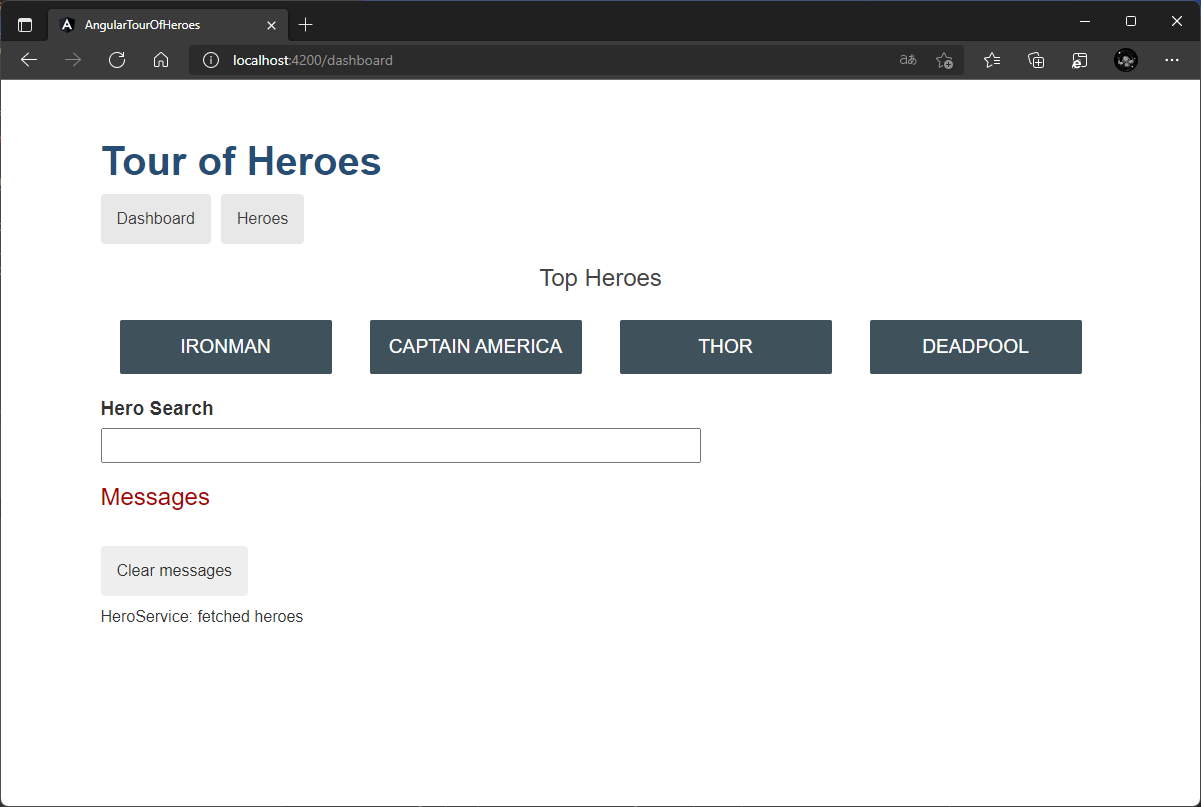 AngularTourOfHeroes
localhost:4200/dashboard
Tour of Heroes
Dashboard Heroes
Top Heroes
IRONMAN CAPTAIN AMERICA THOR DEADPOOL
Hero Search
Messages
Clear messages
HeroService: fetched heroes